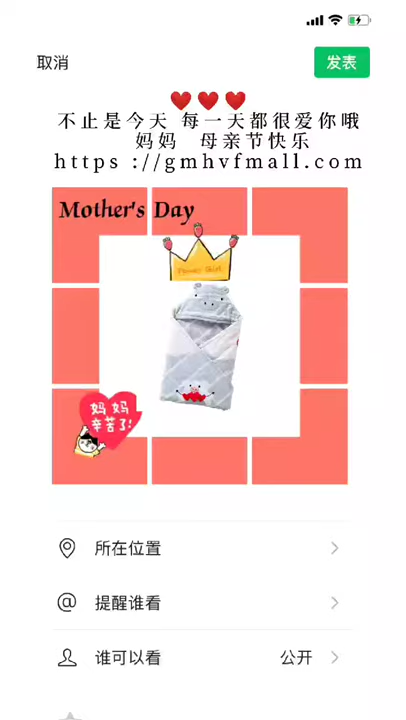 取消
发表
不止是今天 每一天都很爱你哦
妈妈 母亲节快乐
https ://gmhvfmall.com
Mother's Day
Flower Girl
妈妈
辛苦了!
所在位置
提醒谁看
谁可以看 公开